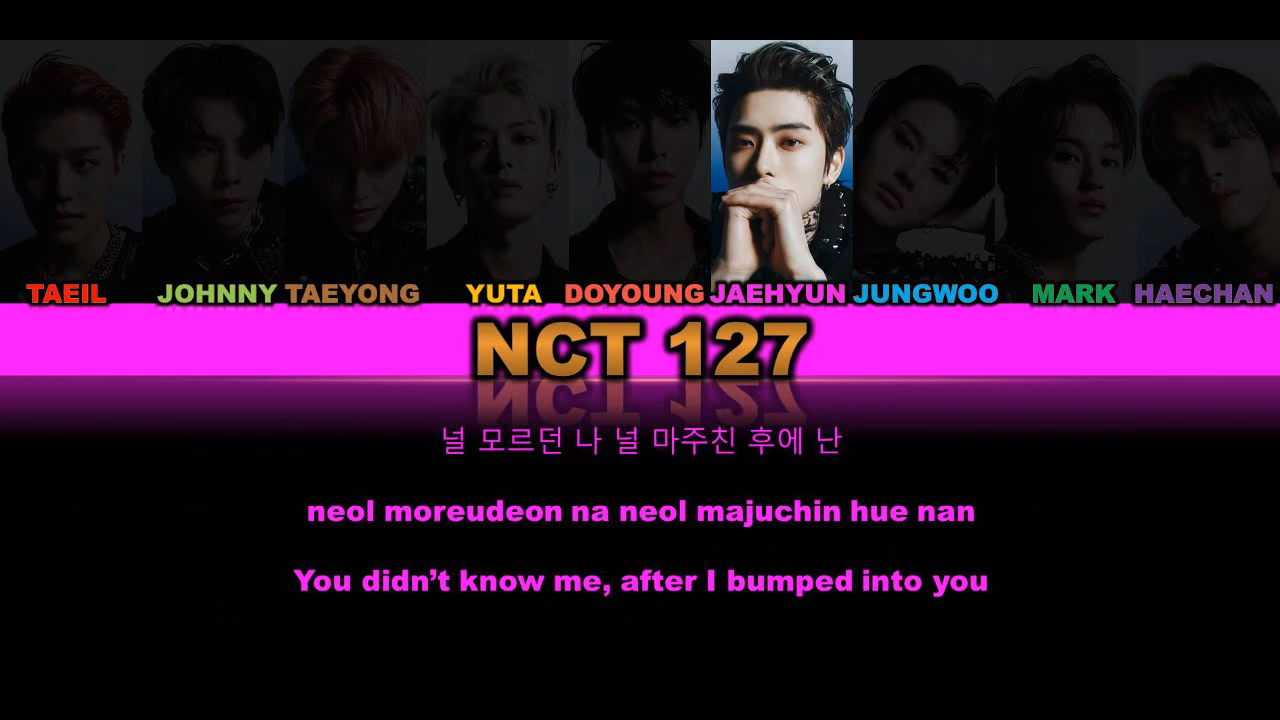 TAEIL JOHNNY TAEYONG YUTA DOYOUNG JAEHYUN JUNGWOO MARK HAECHAN
NCT 127
널 모르던 나 널 마주친 후에 난
neol moreudeon na neol majuchin hue nan
You didn’t know me, after I bumped into you